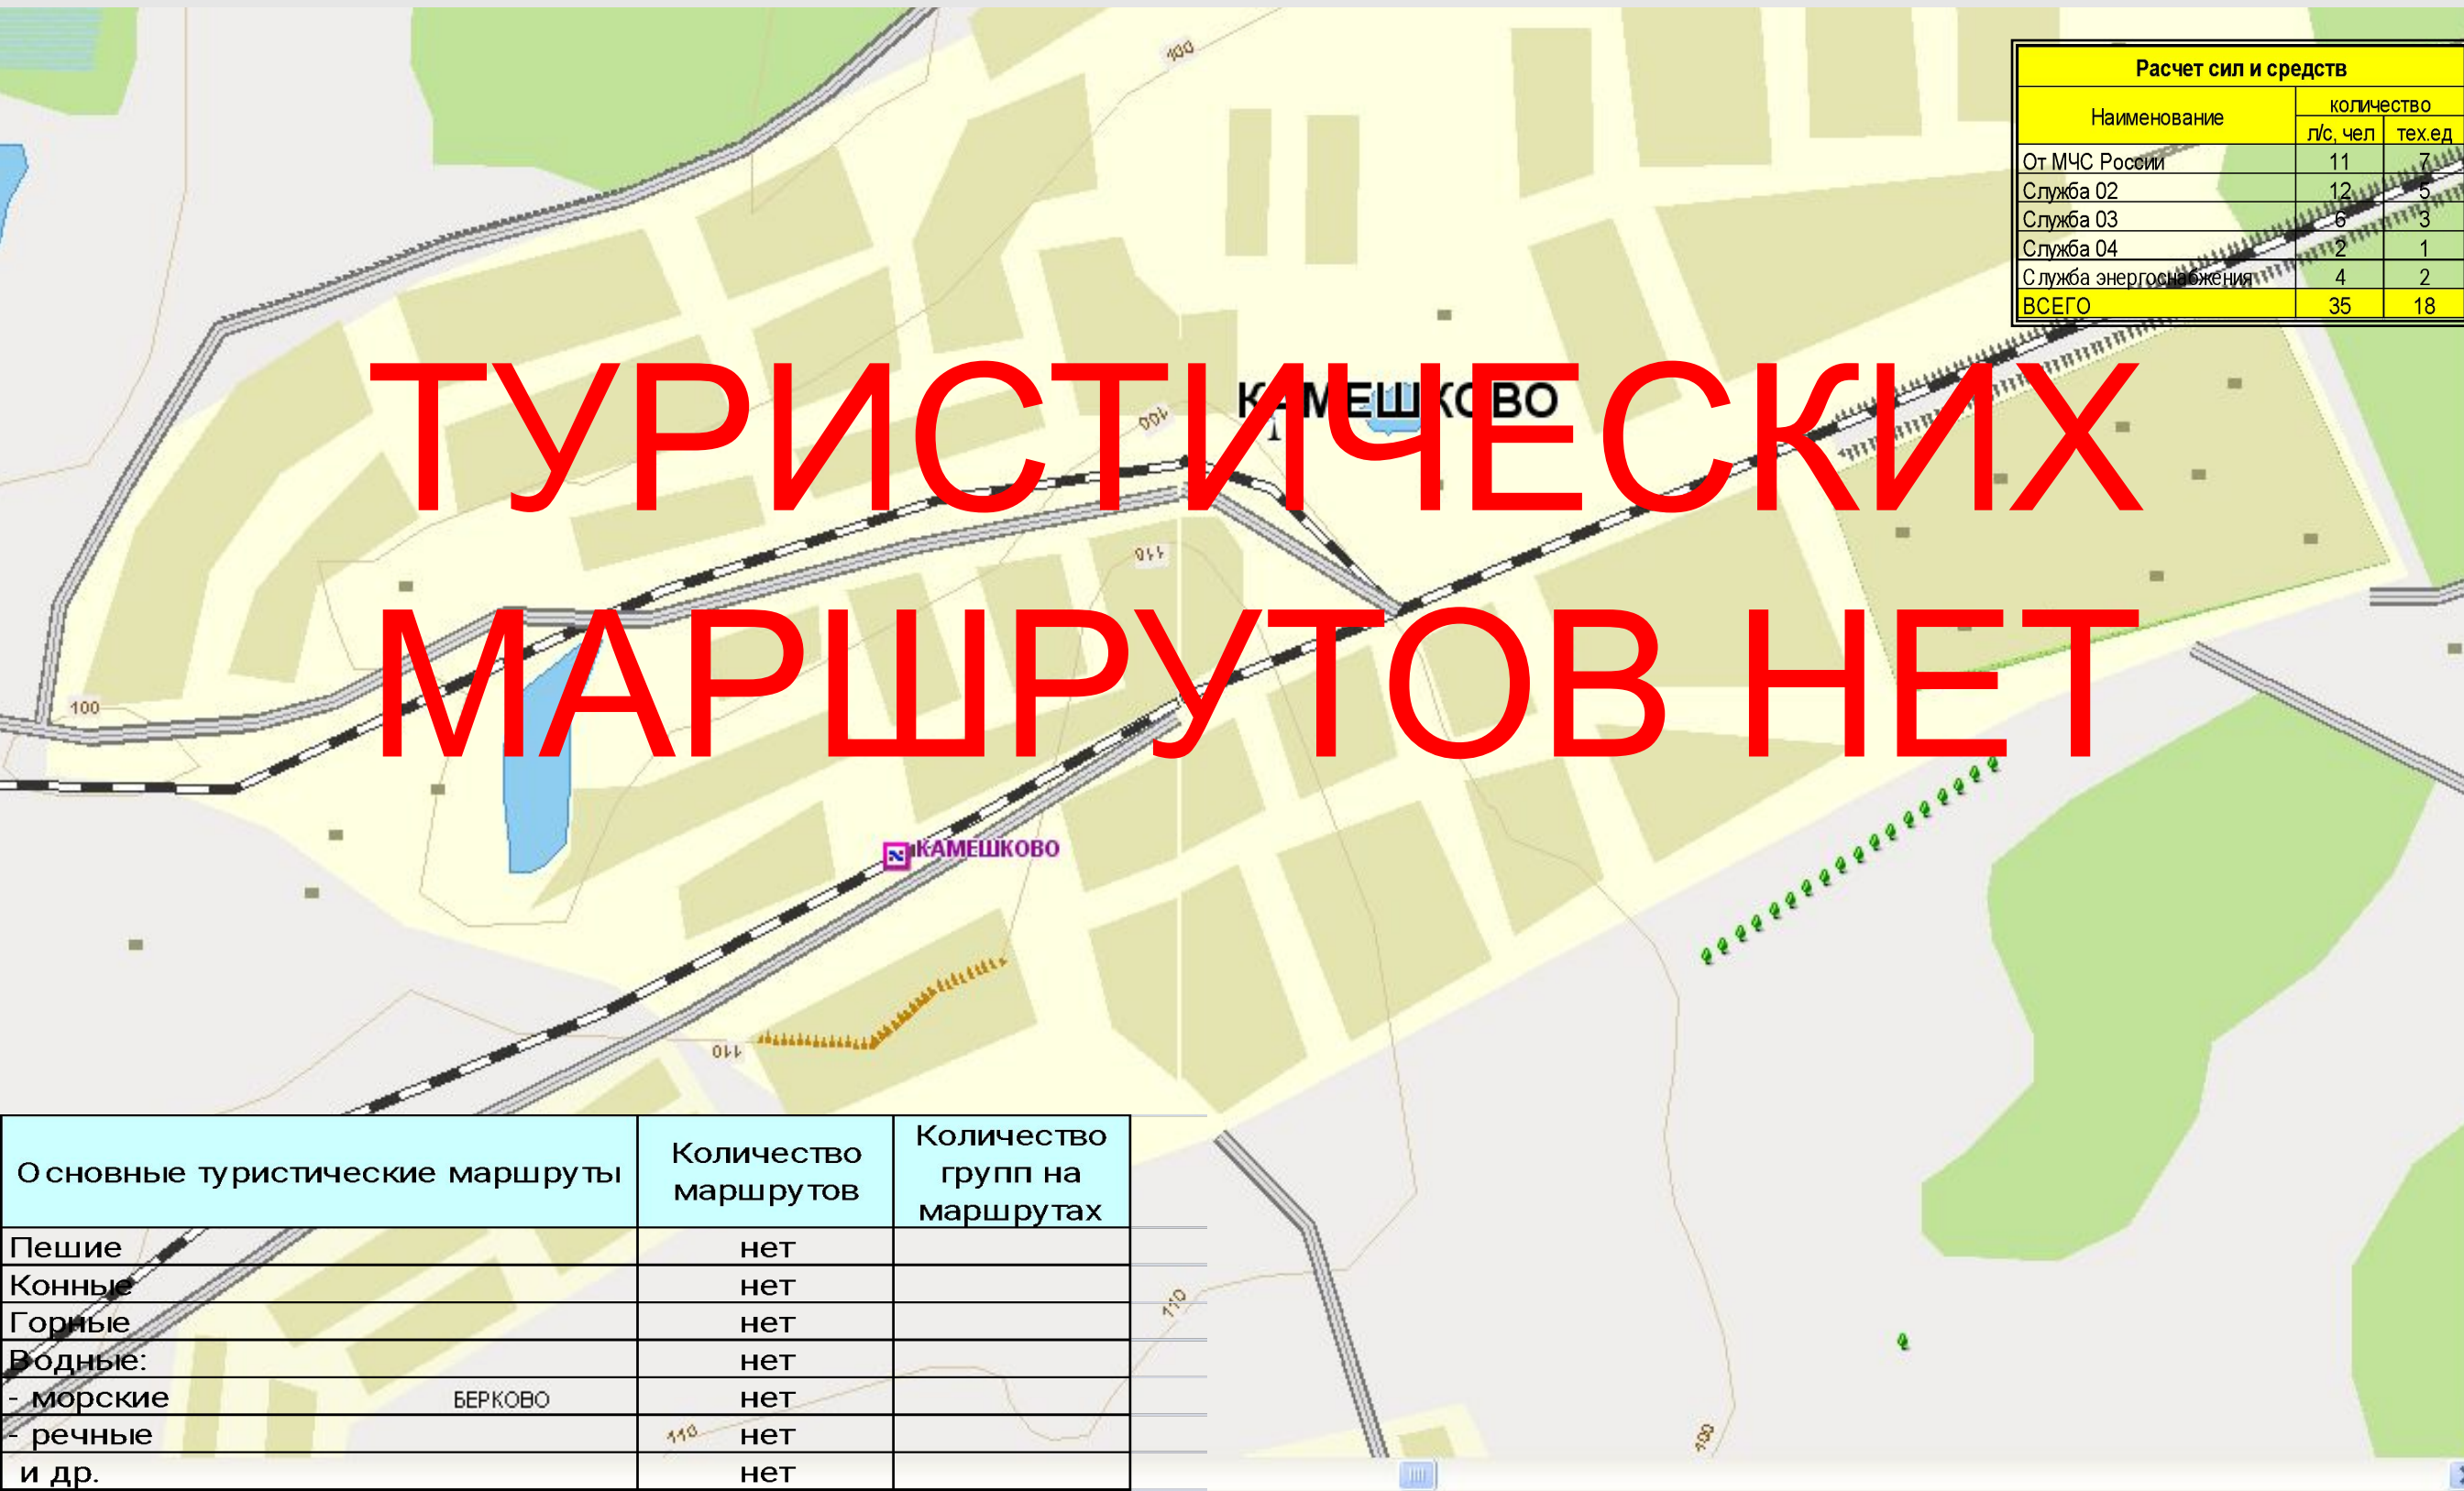 100
Расчет сил и средств
Наименование
количество
л/с, чел тех.ед
От МЧС России 11 7
Служба 02 12 5
Служба 03 6 3
Служба 04 2 1
Служба энергоснабжения 4 2
ВСЕГО 35 18
ТУРИСТИЧЕСКИХ
КАМЕШКОВО
100
110
МАРШРУТОВ НЕТ
100
КАМЕШКОВО
110
Основные туристические маршруты
Количество
маршрутов
Количество
групп на
маршрутах
Пешие нет
Конные нет
Горные нет
110
Водные: нет
- морские нет
БЕРКОВО
- речные нет
110
100
и др. нет